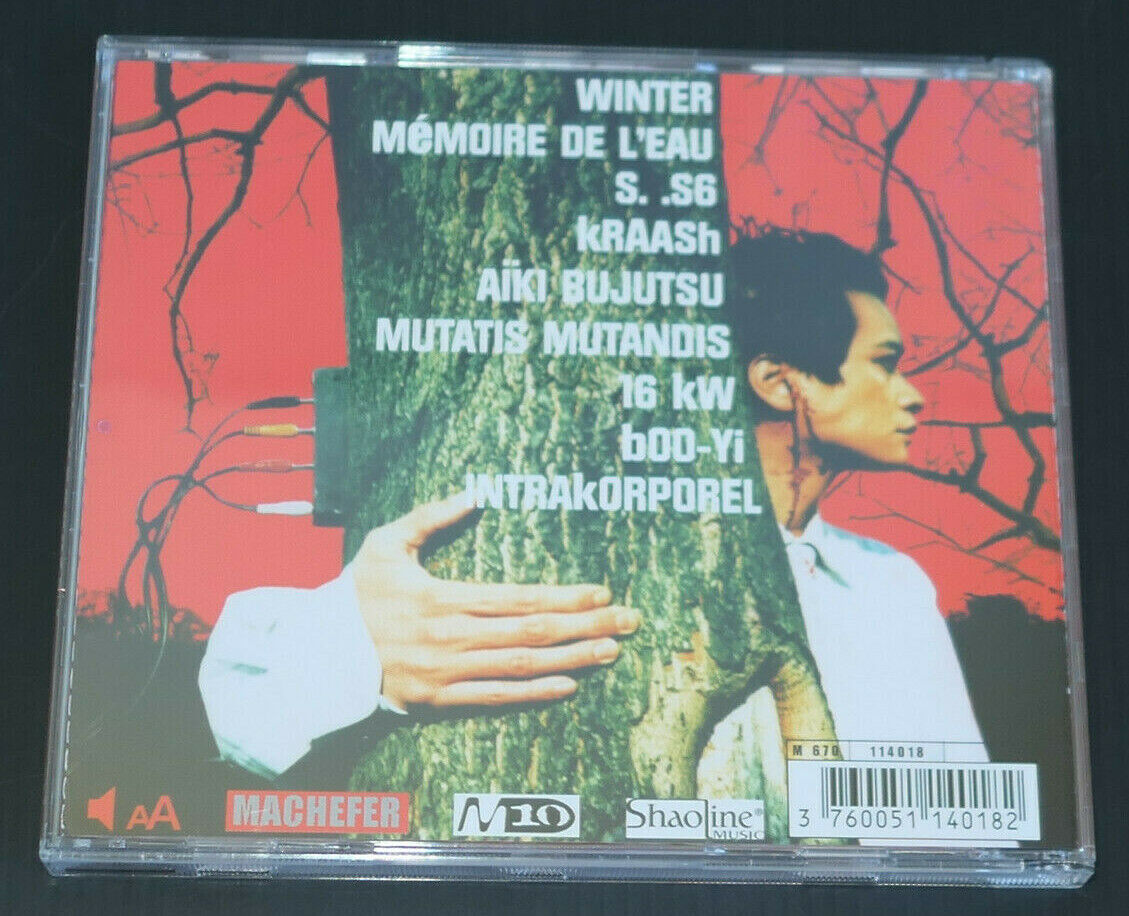 WINTER
MéMOIRE DE L'EAU
S. .S6
kRAASh
AÏKI BUJUTSU
MUTATIS MUTANDIS
16 kW
bOO-Yi
INTRAkORPOREL
M 670 114018
AA MACHEFER M10 Shaoline® MUSIC
3 760051 140182